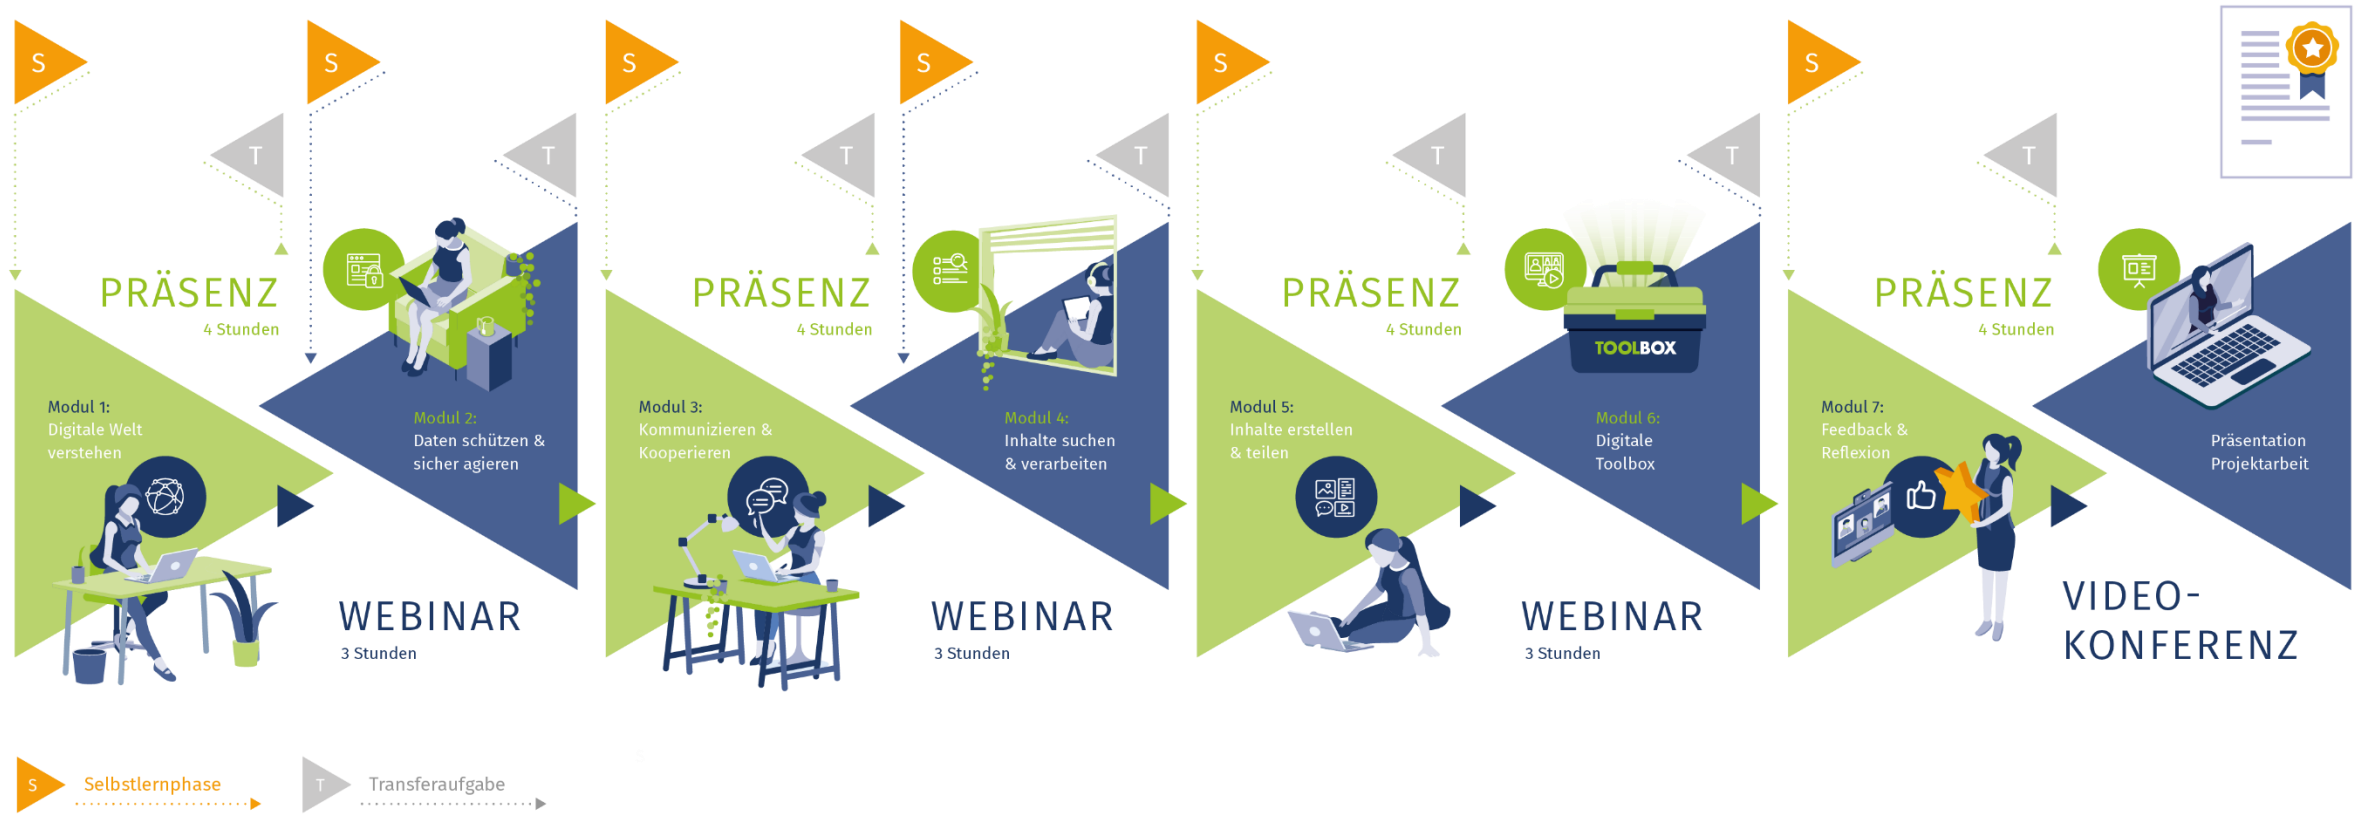 S
S
S
S
S
S
T
T
T
T
T
T
T
PRÄSENZ
4 Stunden
Modul 1:
Digitale Welt
verstehen
Modul 2:
Daten schützen &
sicher agieren
WEBINAR
3 Stunden
PRÄSENZ
4 Stunden
Modul 3:
Kommunizieren &
Kooperieren
Modul 4:
Inhalte suchen
& verarbeiten
WEBINAR
3 Stunden
PRÄSENZ
4 Stunden
Modul 5:
Inhalte erstellen
& teilen
TOOLBOX
Modul 6:
Digitale
Toolbox
WEBINAR
3 Stunden
PRÄSENZ
4 Stunden
Modul 7:
Feedback &
Reflexion
Präsentation
Projektarbeit
VIDEO-
KONFERENZ
S Selbstlernphase
T Transferaufgabe